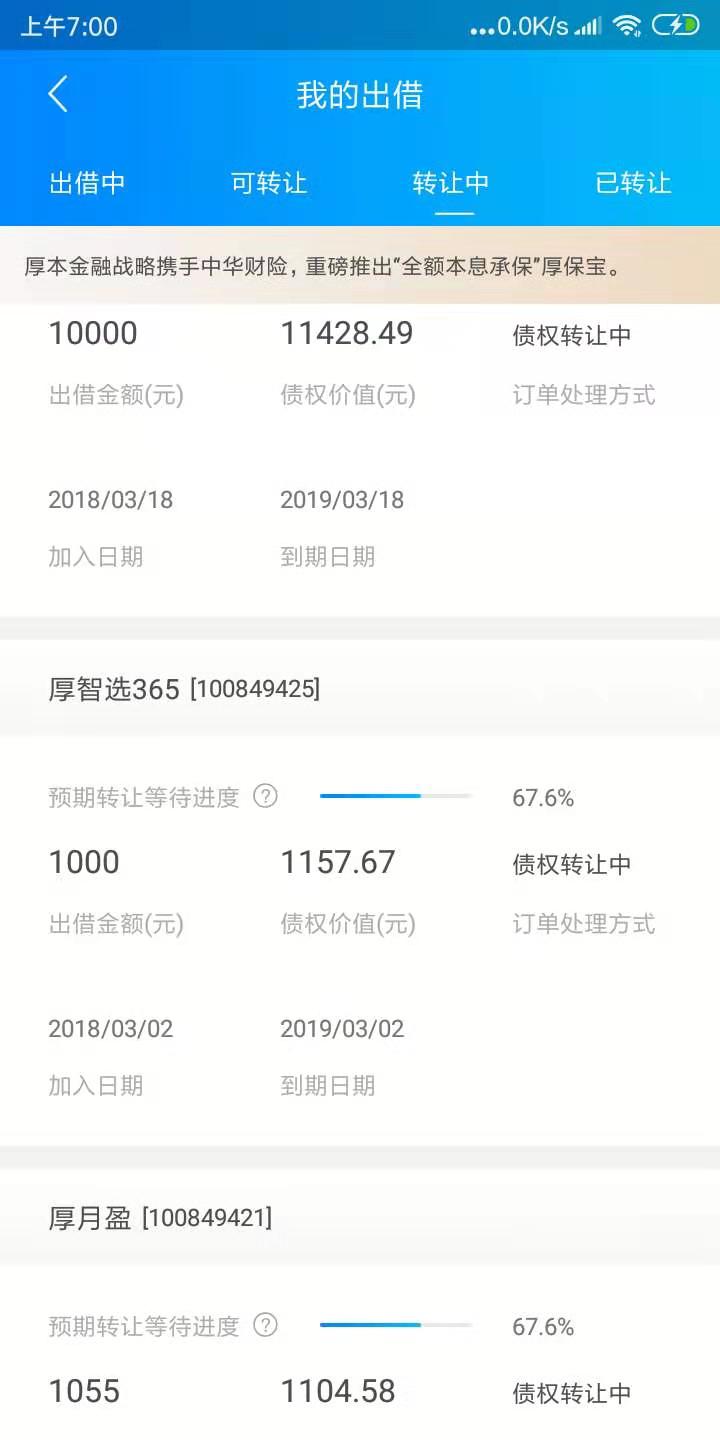 上午7:00 ...0.0K/s
我的出借
出借中 可转让 转让中 已转让
厚本金融战略携手中华财险，重磅推出“全额本息承保”厚保宝。
10000 11428.49 债权转让中
出借金额(元) 债权价值(元) 订单处理方式
2018/03/18 2019/03/18
加入日期 到期日期
厚智选365 [100849425]
预期转让等待进度 ? 67.6%
1000 1157.67 债权转让中
出借金额(元) 债权价值(元) 订单处理方式
2018/03/02 2019/03/02
加入日期 到期日期
厚月盈 [100849421]
预期转让等待进度 ? 67.6%
1055 1104.58 债权转让中